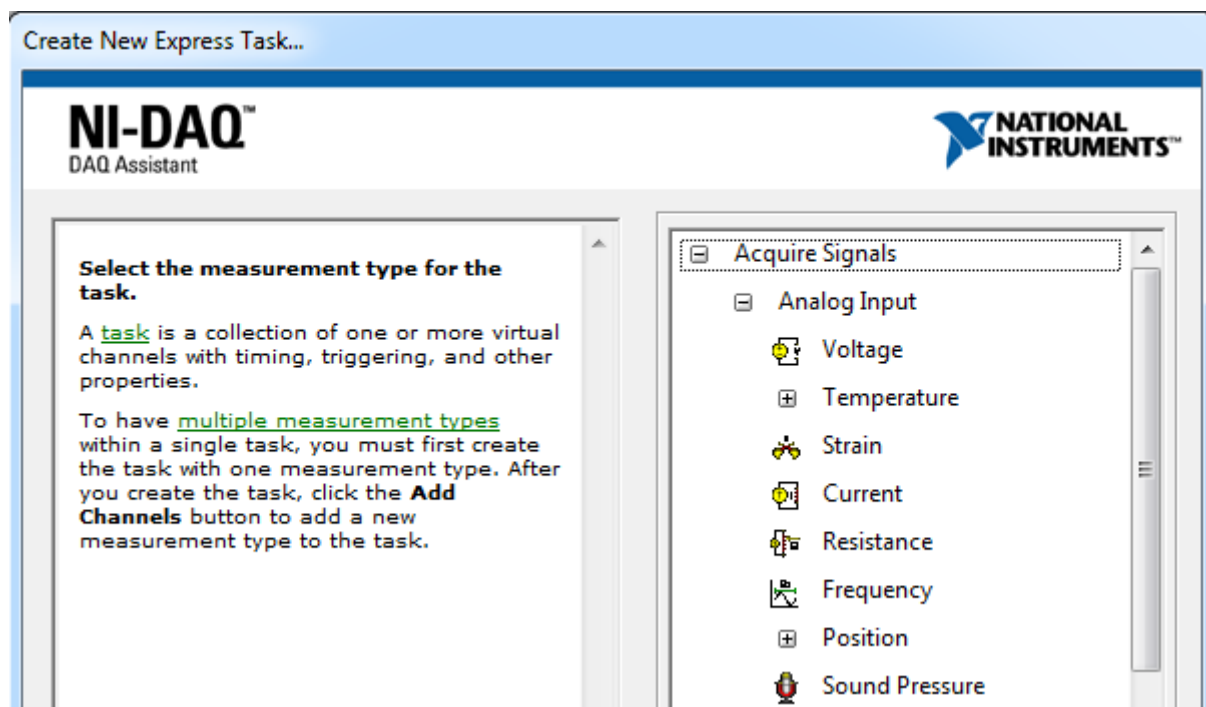 Create New Express Task...
NI-DAQ™
DAQ Assistant
NATIONAL
INSTRUMENTS™
Select the measurement type for the
task.
A task is a collection of one or more virtual
channels with timing, triggering, and other
properties.
To have multiple measurement types
within a single task, you must first create
the task with one measurement type. After
you create the task, click the Add
Channels button to add a new
measurement type to the task.
Acquire Signals
Analog Input
Voltage
Temperature
Strain
Current
Resistance
Frequency
Position
Sound Pressure